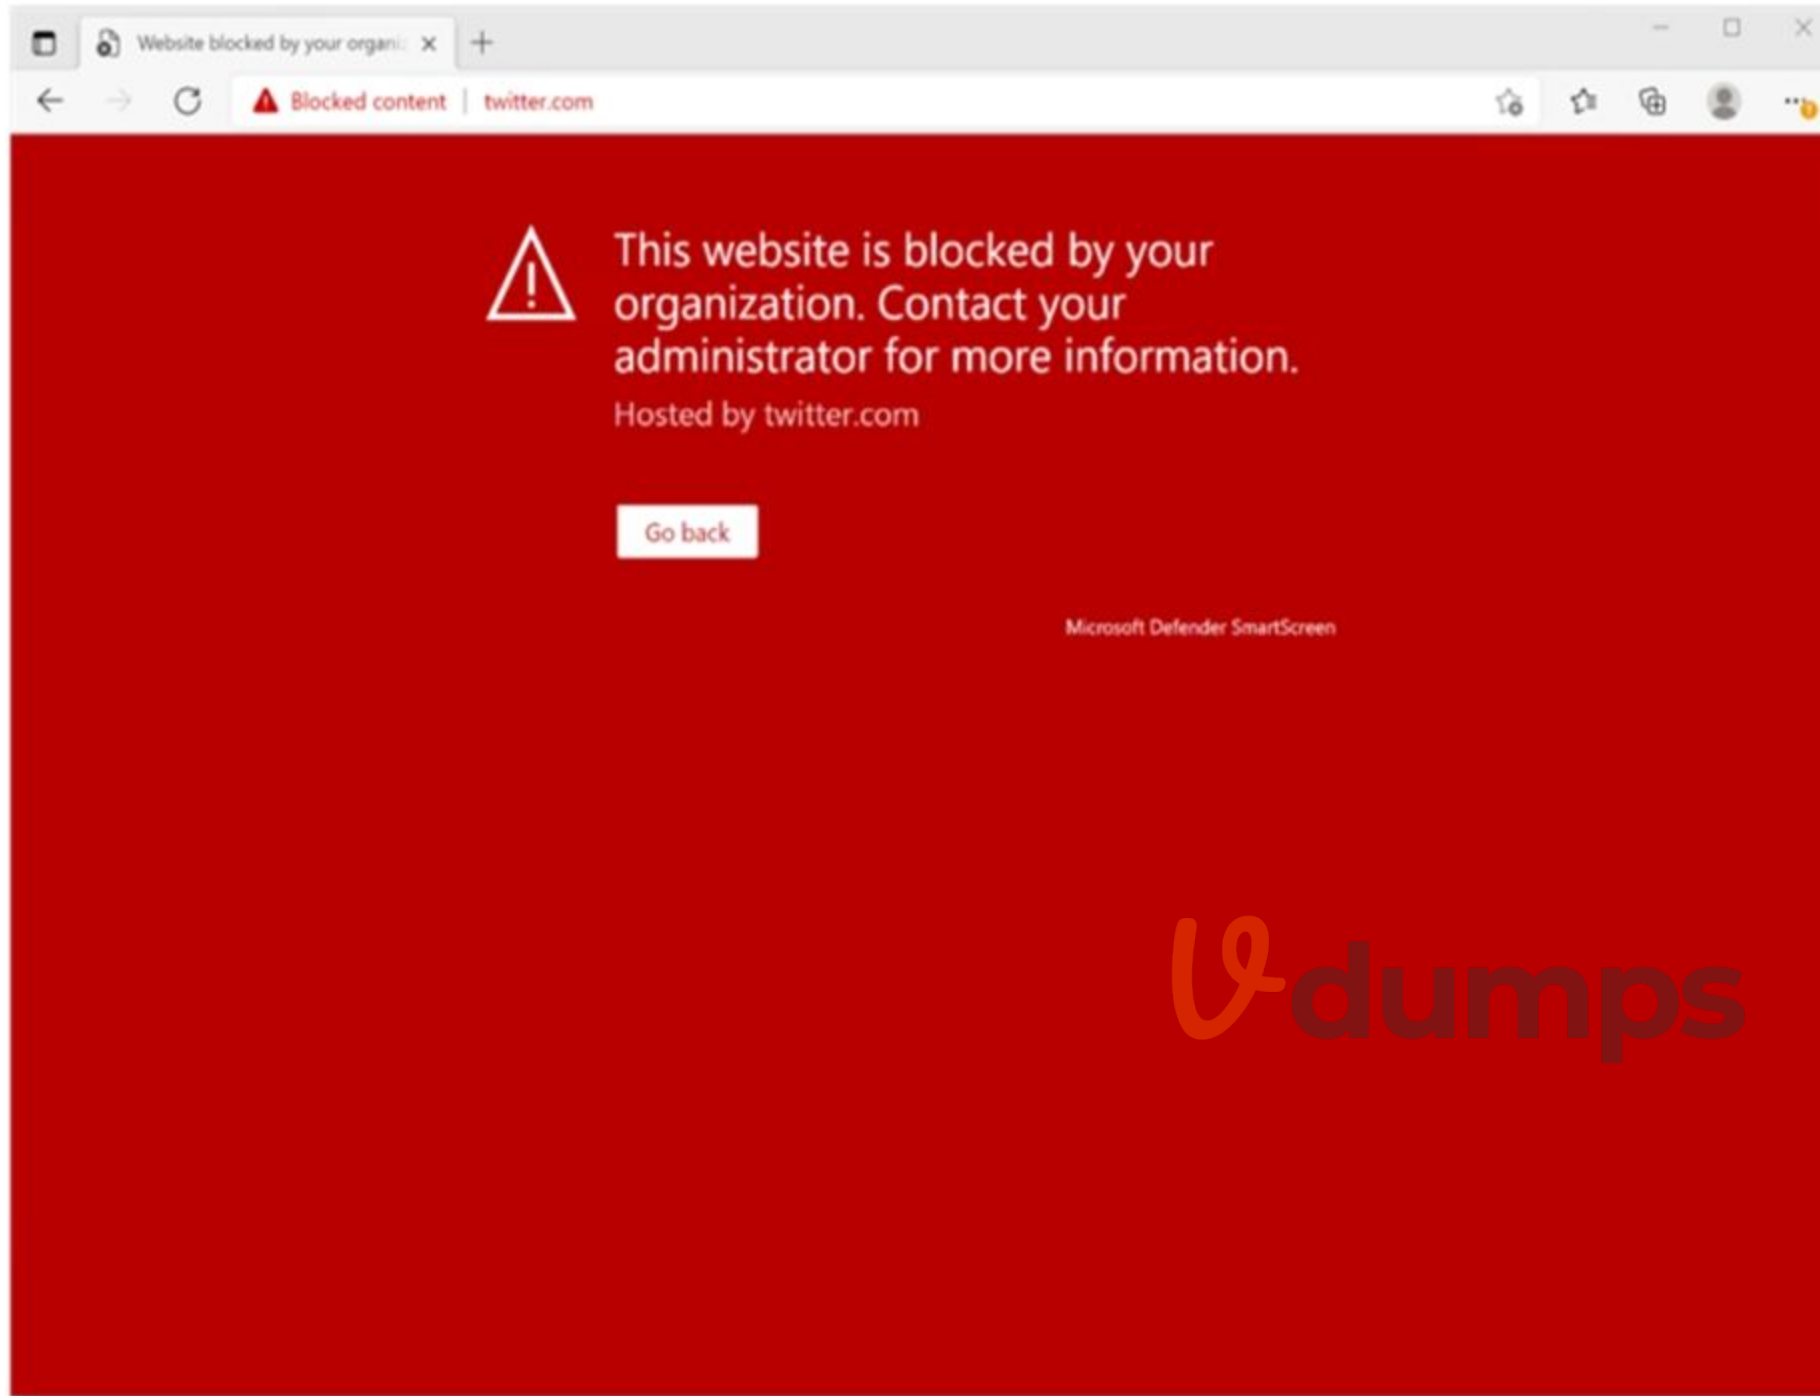 Website blocked by your organi
Blocked content | twitter.com
This website is blocked by your
organization. Contact your
administrator for more information.
Hosted by twitter.com
Go back
Microsoft Defender SmartScreen
Vdumps